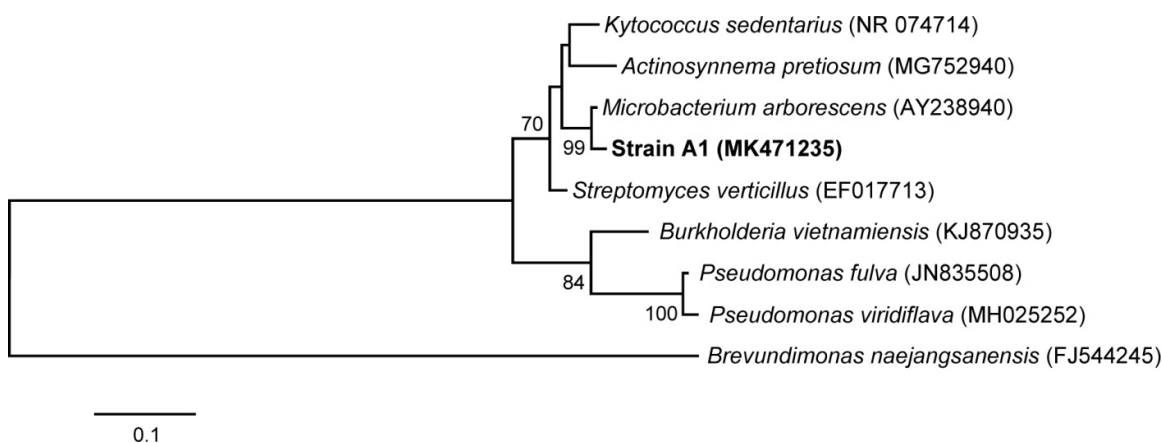 Kytococcus sedentarius (NR 074714)
Actinosynnema pretiosum (MG752940)
Microbacterium arborescens (AY238940)
70
99
Strain A1 (MK471235)
Streptomyces verticillus (EF017713)
Burkholderia vietnamiensis (KJ870935)
84
Pseudomonas fulva (JN835508)
100
Pseudomonas viridiflava (MH025252)
Brevundimonas naejangsanensis (FJ544245)
0.1